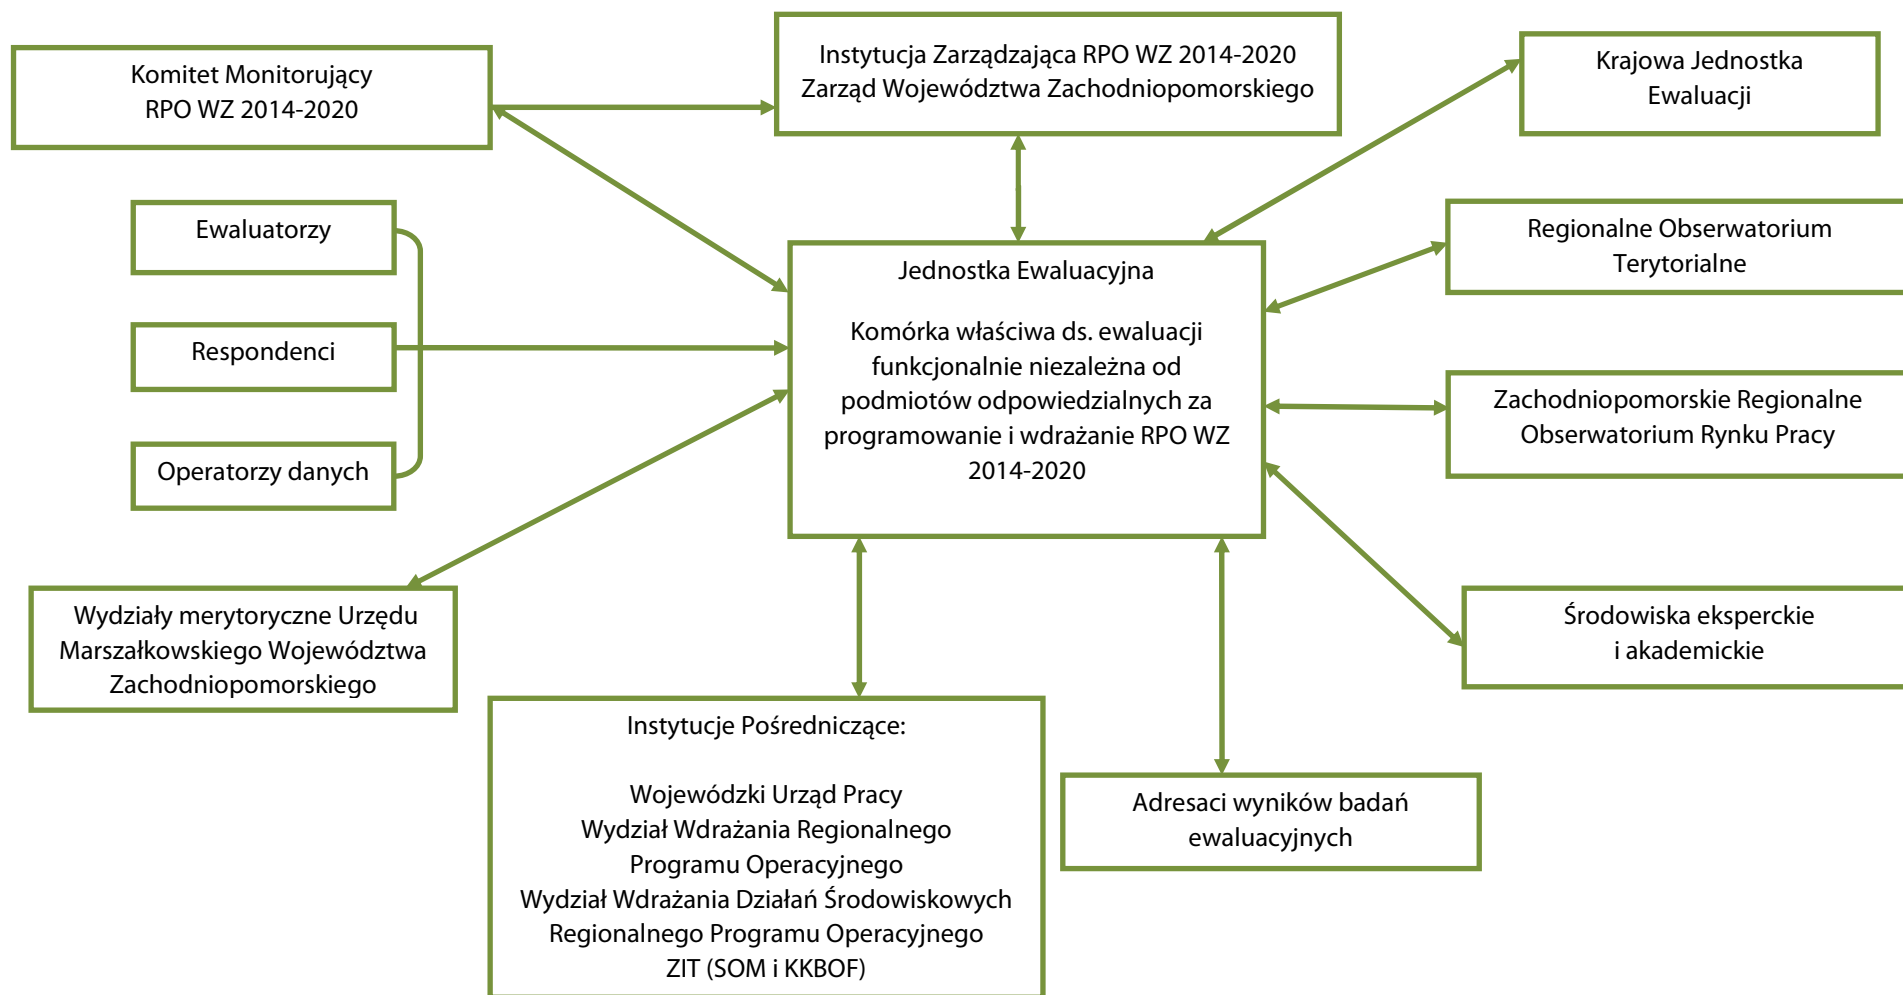 Komitet Monitorujący
RPO WZ 2014-2020
Instytucja Zarządzająca RPO WZ 2014-2020
Zarząd Województwa Zachodniopomorskiego
Krajowa Jednostka
Ewaluacji
Ewaluatorzy
Respondenci
Operatorzy danych
Jednostka Ewaluacyjna
Komórka właściwa ds. ewaluacji
funkcjonalnie niezależna od
podmiotów odpowiedzialnych za
programowanie i wdrażanie RPO WZ
2014-2020
Regionalne Obserwatorium
Terytorialne
Zachodniopomorskie Regionalne
Obserwatorium Rynku Pracy
Środowiska eksperckie
i akademickie
Wydziały merytoryczne Urzędu
Marszałkowskiego Województwa
Zachodniopomorskiego
Instytucje Pośredniczące:
Wojewódzki Urząd Pracy
Wydział Wdrażania Regionalnego
Programu Operacyjnego
Wydział Wdrażania Działań Środowiskowych
Regionalnego Programu Operacyjnego
ZIT (SOM i KKBOF)
Adresaci wyników badań
ewaluacyjnych